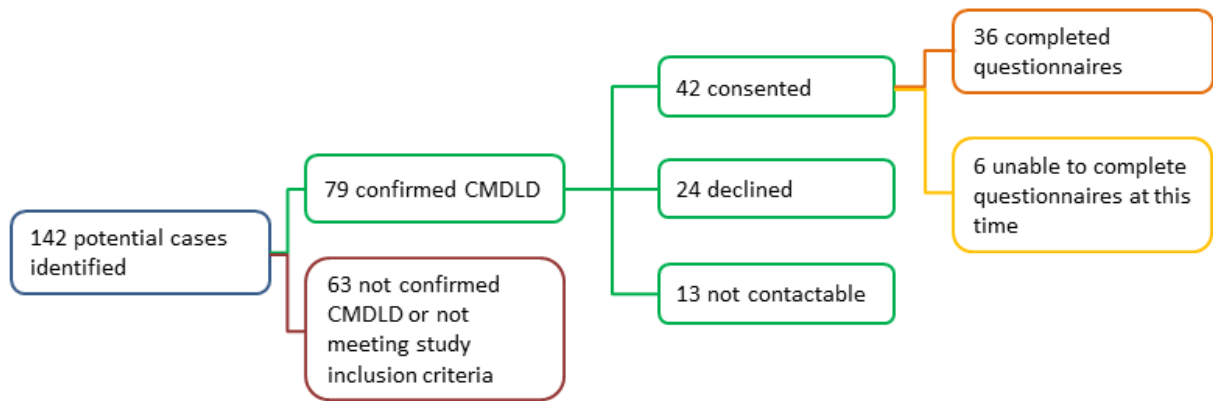 142 potential cases
identified
79 confirmed CMDLD
63 not confirmed
CMDLD or not
meeting study
inclusion criteria
42 consented
24 declined
13 not contactable
36 completed
questionnaires
6 unable to complete
questionnaires at this
time